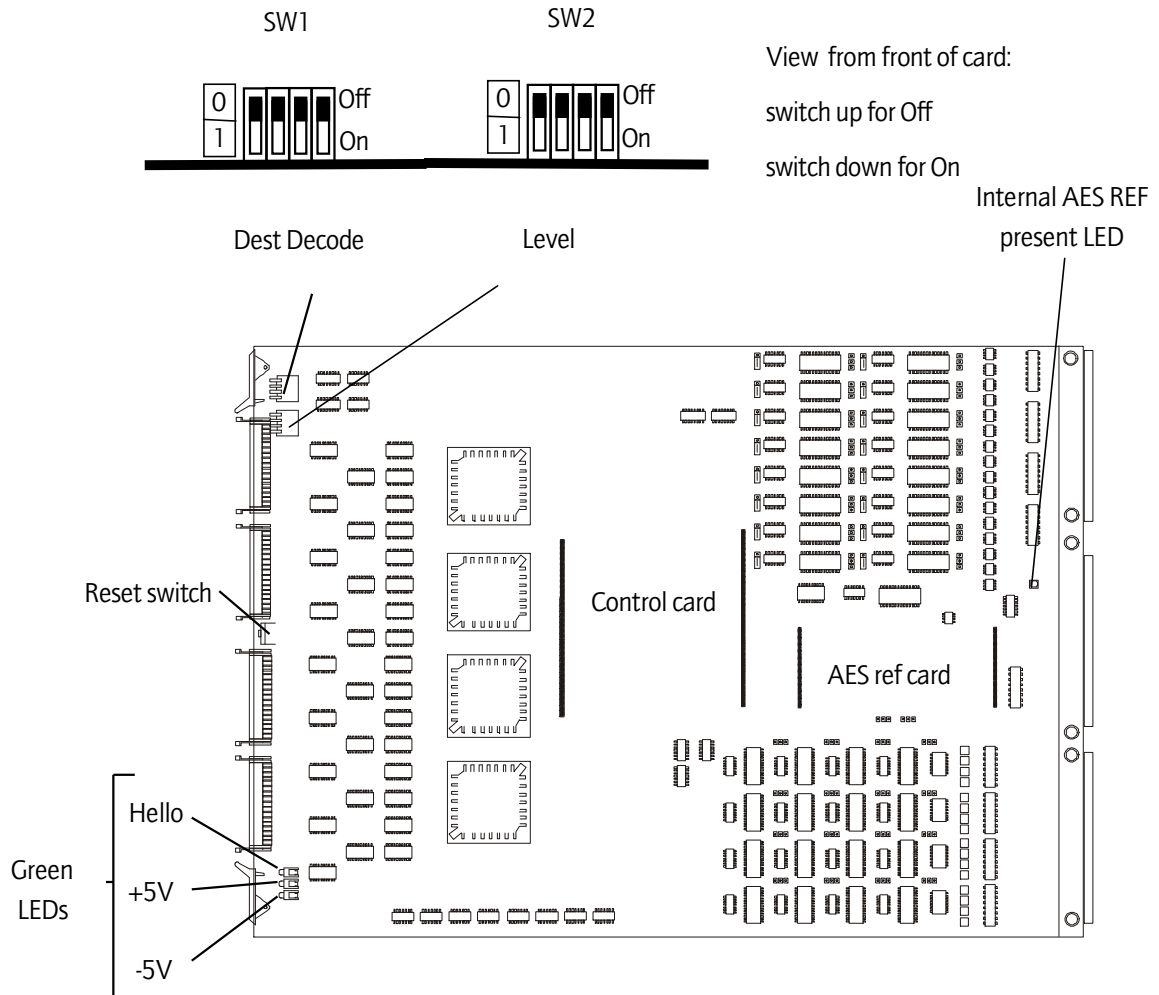 SW1
SW2
View from front of card:
switch up for Off
switch down for On
0
1
Off
On
0
1
Off
On
Internal AES REF
present LED
Dest Decode
Level
Reset switch
Control card
AES ref card
Green
LEDs
Hello
+5V
-5V